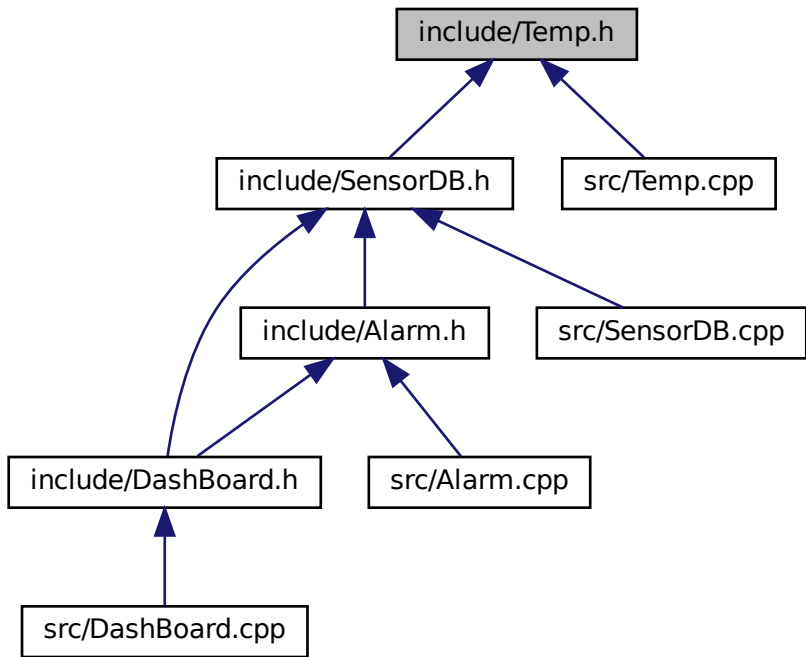 include/Temp.h
include/SensorDB.h
src/Temp.cpp
include/Alarm.h
src/SensorDB.cpp
include/DashBoard.h
src/Alarm.cpp
src/DashBoard.cpp